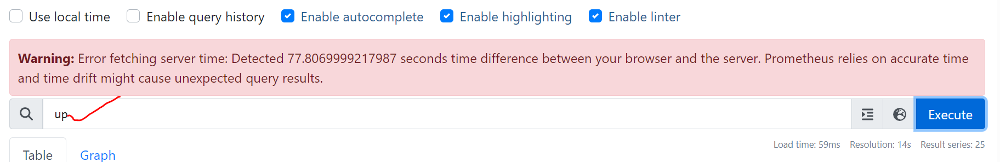 Use local time Enable query history Enable autocomplete Enable highlighting Enable linter
Warning: Error fetching server time: Detected 77.8069999217987 seconds time difference between your browser and the server. Prometheus relies on accurate time
and time drift might cause unexpected query results.
up
Execute
Load time: 59ms Resolution: 14s Result series: 25
Table Graph